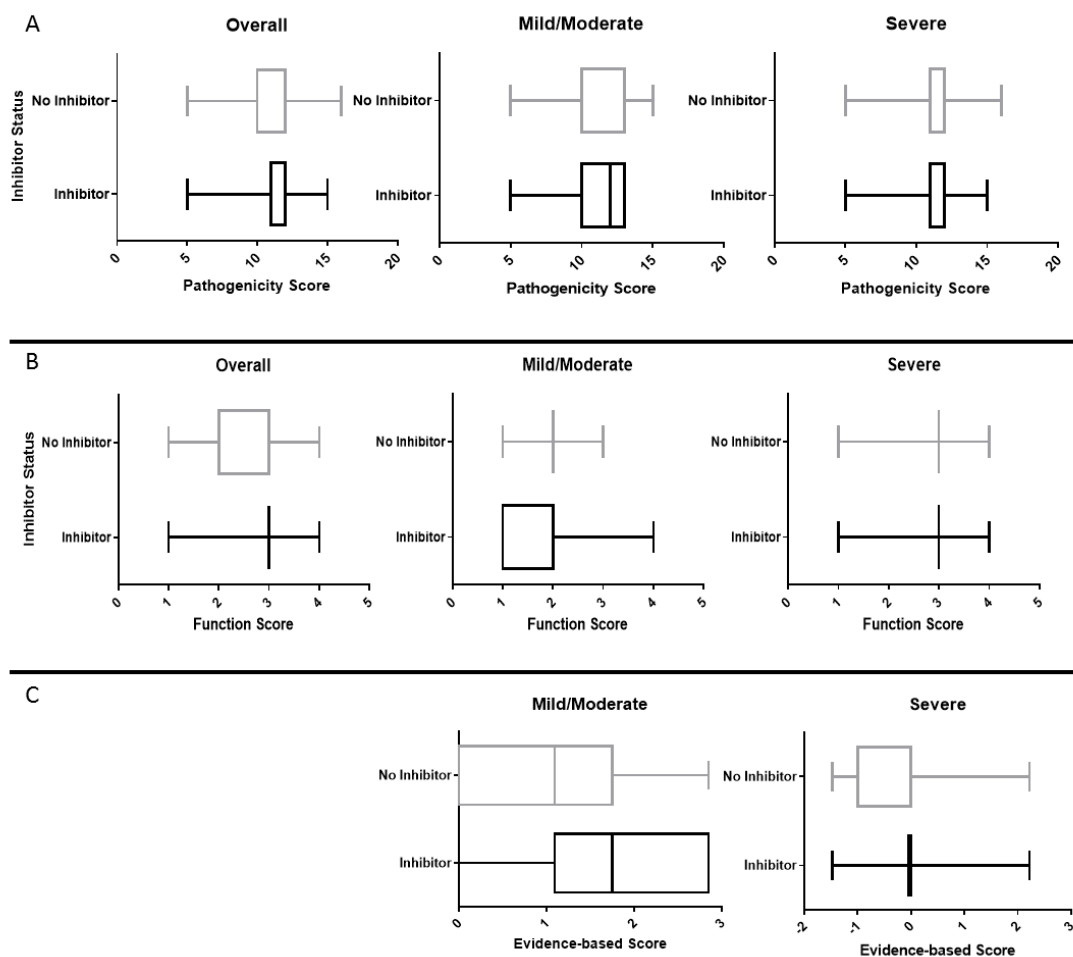 A
Overall
Mild/Moderate
Severe
Inhibitor Status
No Inhibitor
Inhibitor
0 5 10 15 20
Pathogenicity Score
No Inhibitor
Inhibitor
0 5 10 15 20
Pathogenicity Score
No Inhibitor
Inhibitor
0 5 10 15 20
Pathogenicity Score
B
Overall
Mild/Moderate
Severe
Inhibitor Status
No Inhibitor
Inhibitor
0 1 2 3 4 5
Function Score
No Inhibitor
Inhibitor
0 1 2 3 4 5
Function Score
No Inhibitor
Inhibitor
0 1 2 3 4 5
Function Score
C
Mild/Moderate
Severe
No Inhibitor
Inhibitor
0 1 2 3
Evidence-based Score
No Inhibitor
Inhibitor
-2 -1 0 1 2 3
Evidence-based Score